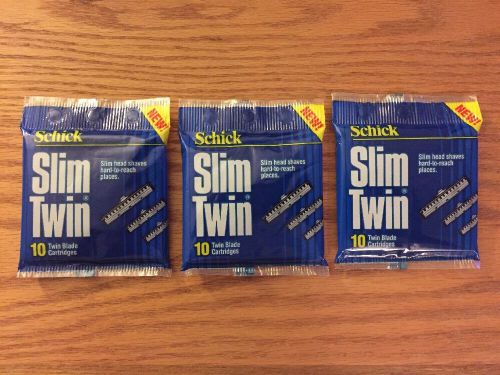 Schick
NEW!
Slim
Twin®
Slim head shaves
hard-to-reach
places.
10 Twin Blade
Cartridges
Schick
NEW!
Slim
Twin®
Slim head shaves
hard-to-reach
places.
10 Twin Blade
Cartridges
Schick
NEW!
Slim
Twin®
Slim head shaves
hard-to-reach
places.
10 Twin Blade
Cartridges